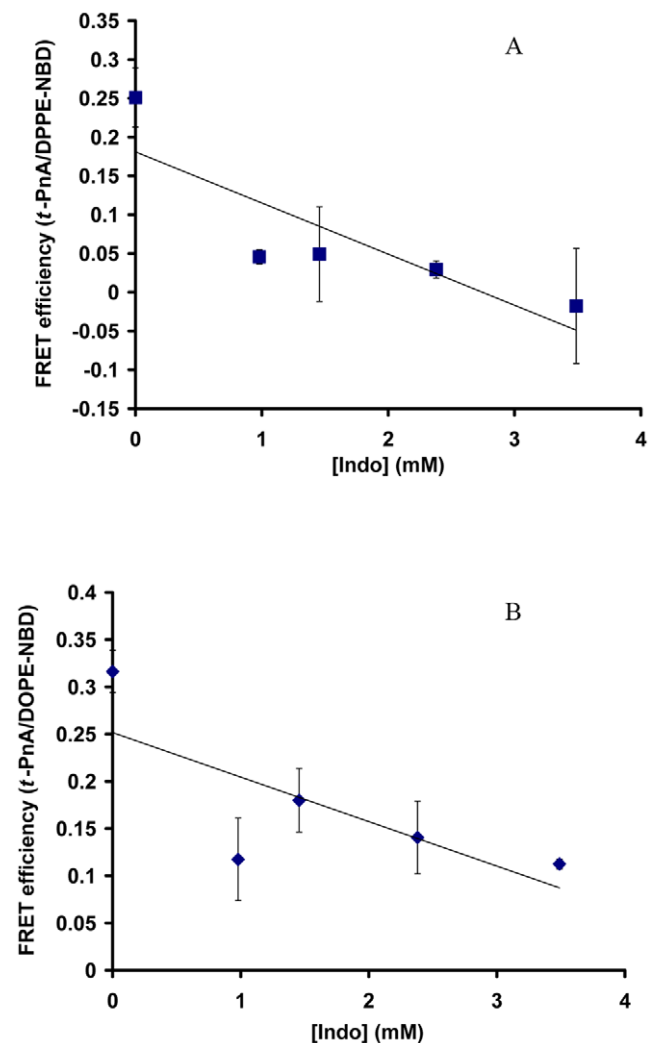 A
FRET efficiency (t-PnA/DPPE-NBD)
0.35
0.3
0.25
0.2
0.15
0.1
0.05
0
-0.05
-0.1
-0.15
0 1 2 3 4
[Indo] (mM)
B
FRET efficiency (t-PnA/DOPE-NBD)
0.4
0.35
0.3
0.25
0.2
0.15
0.1
0.05
0
0 1 2 3 4
[Indo] (mM)